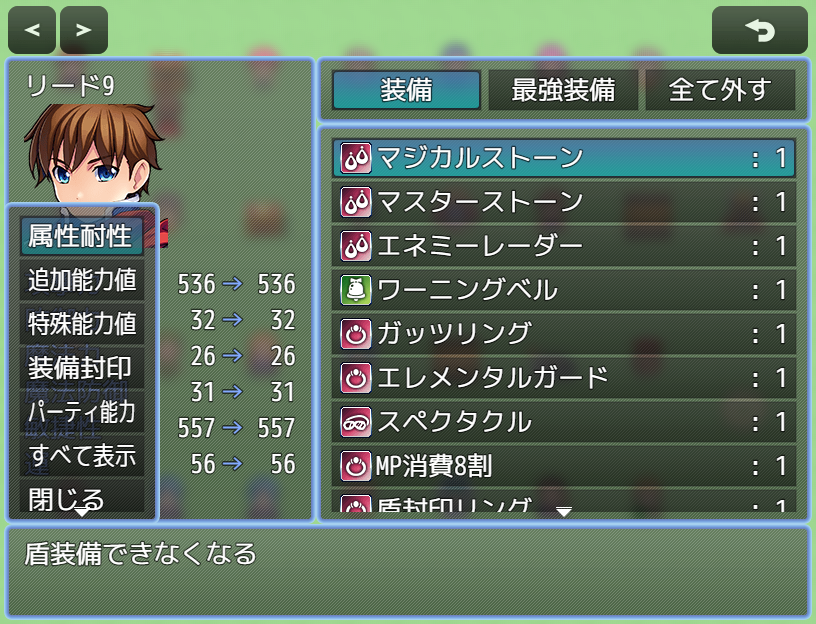 < >
リード9
属性耐性
追加能力値
特殊能力値
装備封印
パーティ能力
すべて表示
閉じる
536 → 536
32 → 32
26 → 26
31 → 31
557 → 557
56 → 56
装備 最強装備 全て外す
マジカルストーン : 1
マスターストーン : 1
エネミーレーダー : 1
ワーニングベル : 1
ガッツリング : 1
エレメンタルガード : 1
スペクタクル : 1
MP消費8割 : 1
盾封印リング : 1
盾装備できなくなる